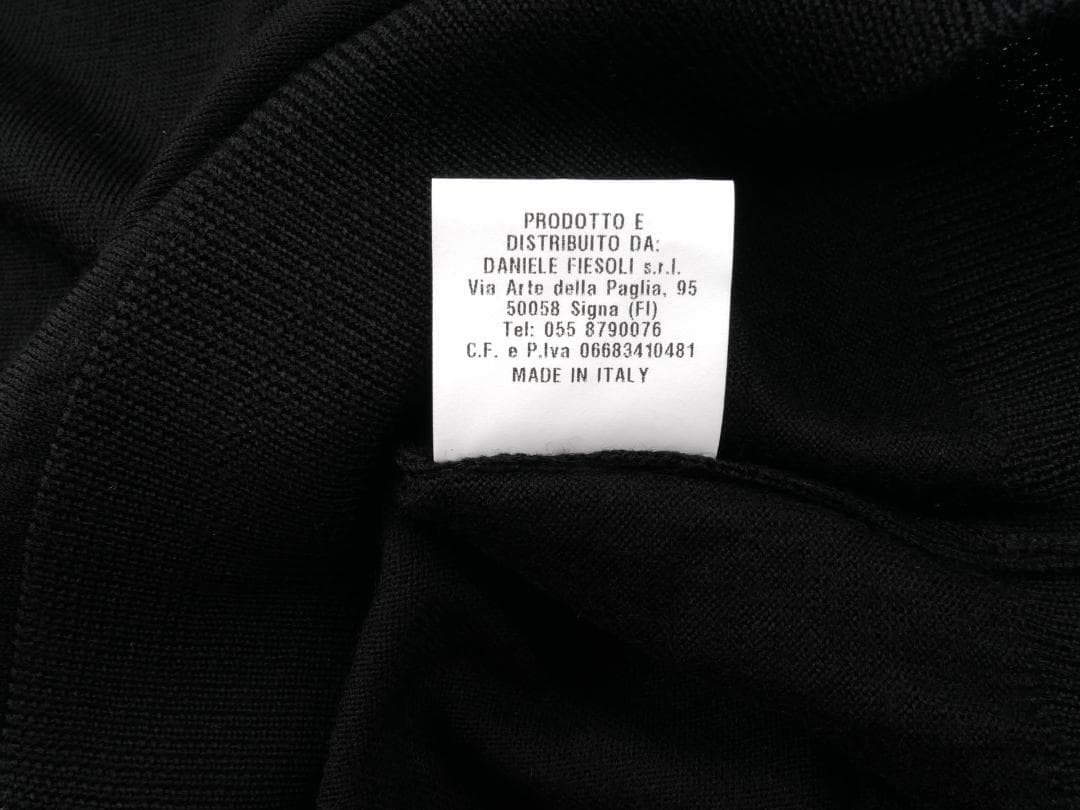 PRODOTTO E
DISTRIBUITO DA:
DANIELE FIESOLI s.r.l.
Via Arte della Paglia, 95
50058 Signa (FI)
Tel: 055 8790076
C.F. e P.Iva 06683410481
MADE IN ITALY